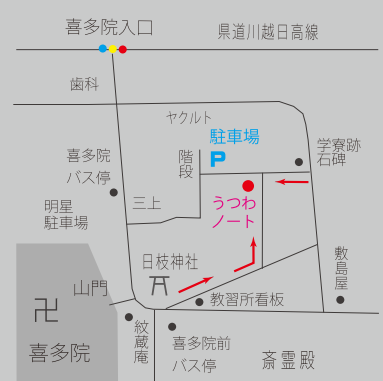 喜多院入口
県道川越日高線
歯科
ヤクルト
駐車場
P
階段
学寮跡
石碑
喜多院
バス停
三上
うつわ
ノート
明星
駐車場
日枝神社
敷島屋
山門
教習所看板
卍
喜多院
紋蔵庵
喜多院前
バス停
斎霊殿